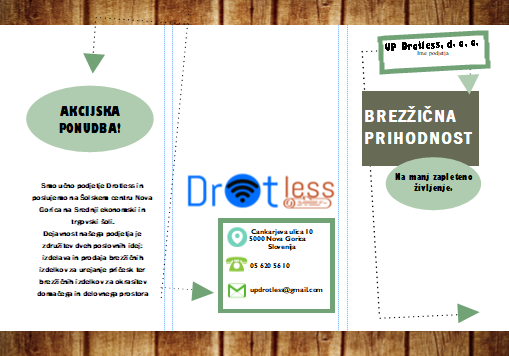 AKCIJSKA
PONUDBA!
Smo učno podjetje Drotless in
poslujemo na Šolskem centru Nova
Gorica na Srednji ekonomski in
trgovski šoli.
Dejavnost našega podjetja je
združitev dveh poslovnih idej:
izdelava in prodaja brezžičnih
izdelkov za urejanje pričesk ter
brezžičnih izdelkov za okrasitev
domačega in delovnega prostora
Drotless
Cankarjeva ulica 10
5000 Nova Gorica
Slovenija
05 620 56 10
updrotless@gmail.com
UP Drotless, d. o. o.
Ime podjetja
BREZŽIČNA
PRIHODNOST
Na manj zapleteno
življenje.